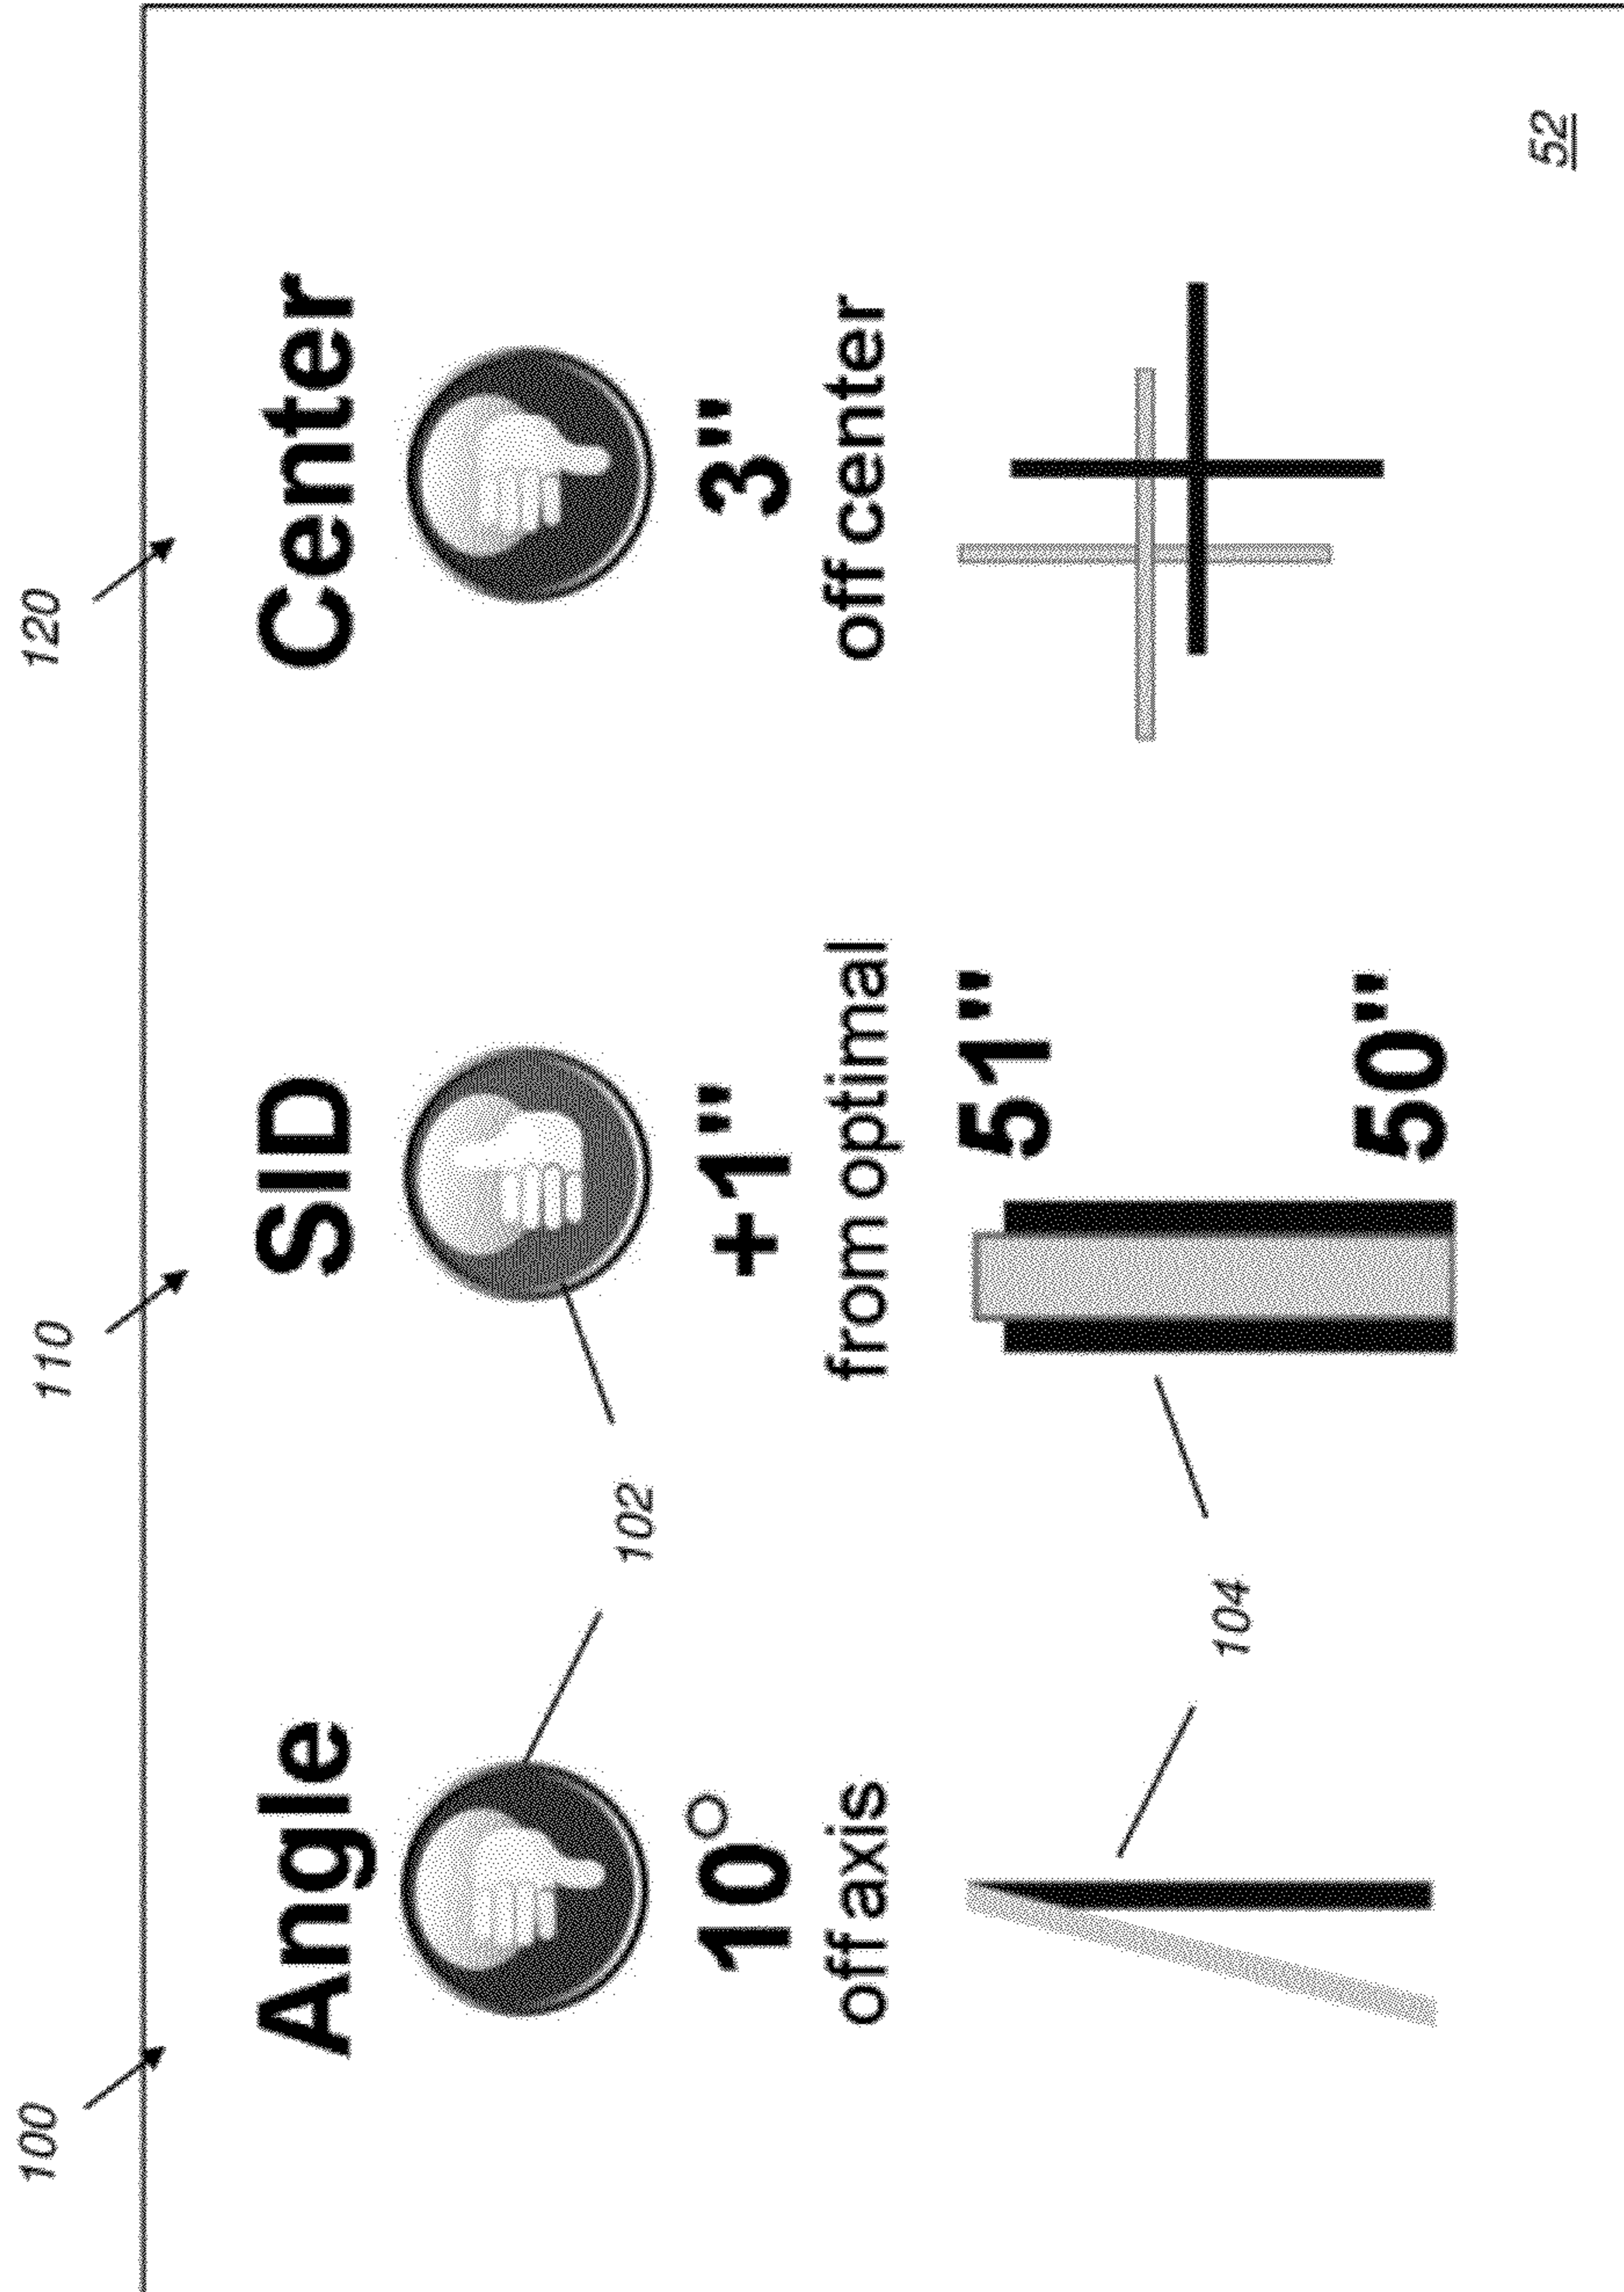 100
110
120
Angle
SID
Center
102
10°
+1"
3"
off axis
from optimal
off center
51"
104
50"
52